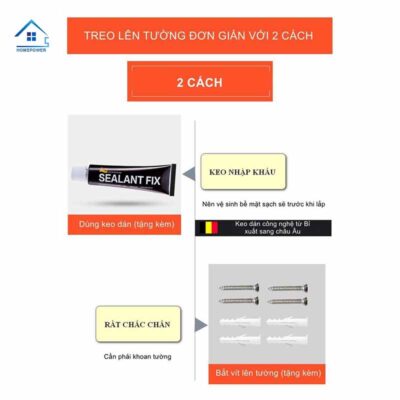 HOMEPOWER
TREO LÊN TƯỜNG ĐƠN GIẢN VỚI 2 CÁCH
2 CÁCH
SEALANT FIX
KEO NHẬP KHẨU
Nên vệ sinh bề mặt sạch sẽ trước khi lắp
Dùng keo dán (tặng kèm)
Keo dán công nghệ từ Bỉ
xuất sang châu Âu
RẤT CHẮC CHẮN
Cần phải khoan tường
Bắt vít lên tường (tặng kèm)